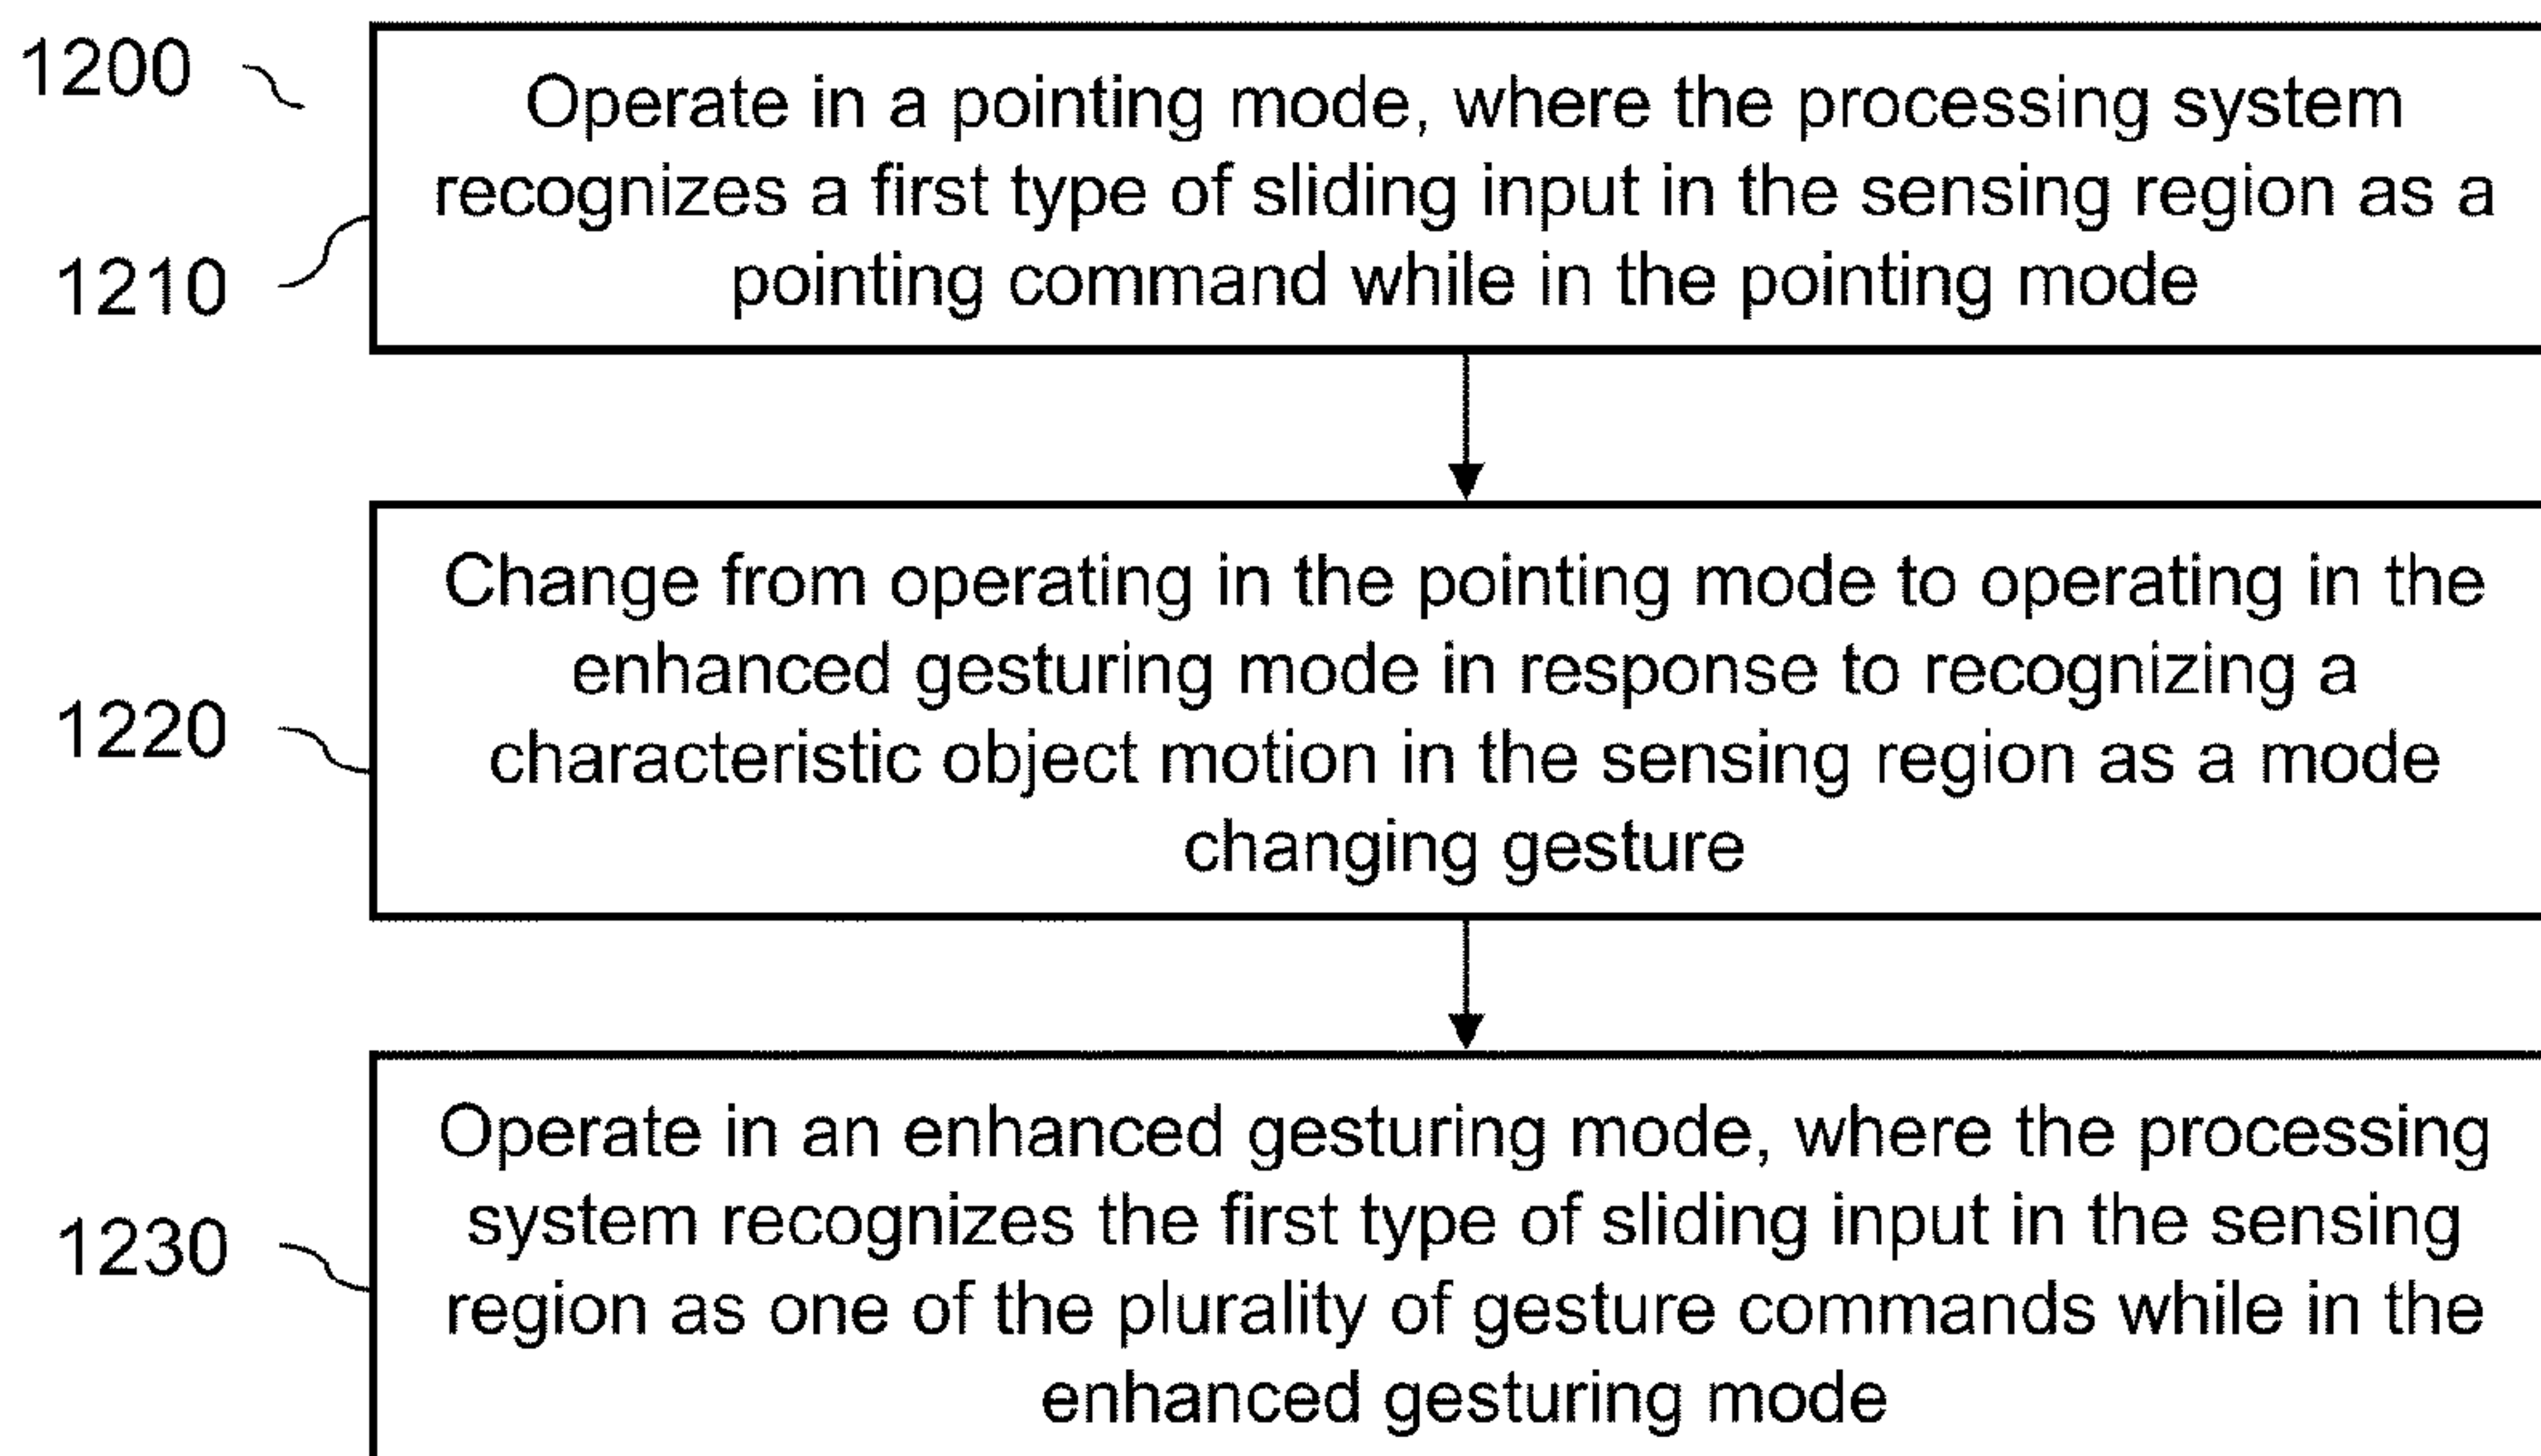 1200
Operate in a pointing mode, where the processing system
recognizes a first type of sliding input in the sensing region as a
pointing command while in the pointing mode
1210
Change from operating in the pointing mode to operating in the
enhanced gesturing mode in response to recognizing a
characteristic object motion in the sensing region as a mode
changing gesture
1220
Operate in an enhanced gesturing mode, where the processing
system recognizes the first type of sliding input in the sensing
region as one of the plurality of gesture commands while in the
enhanced gesturing mode
1230